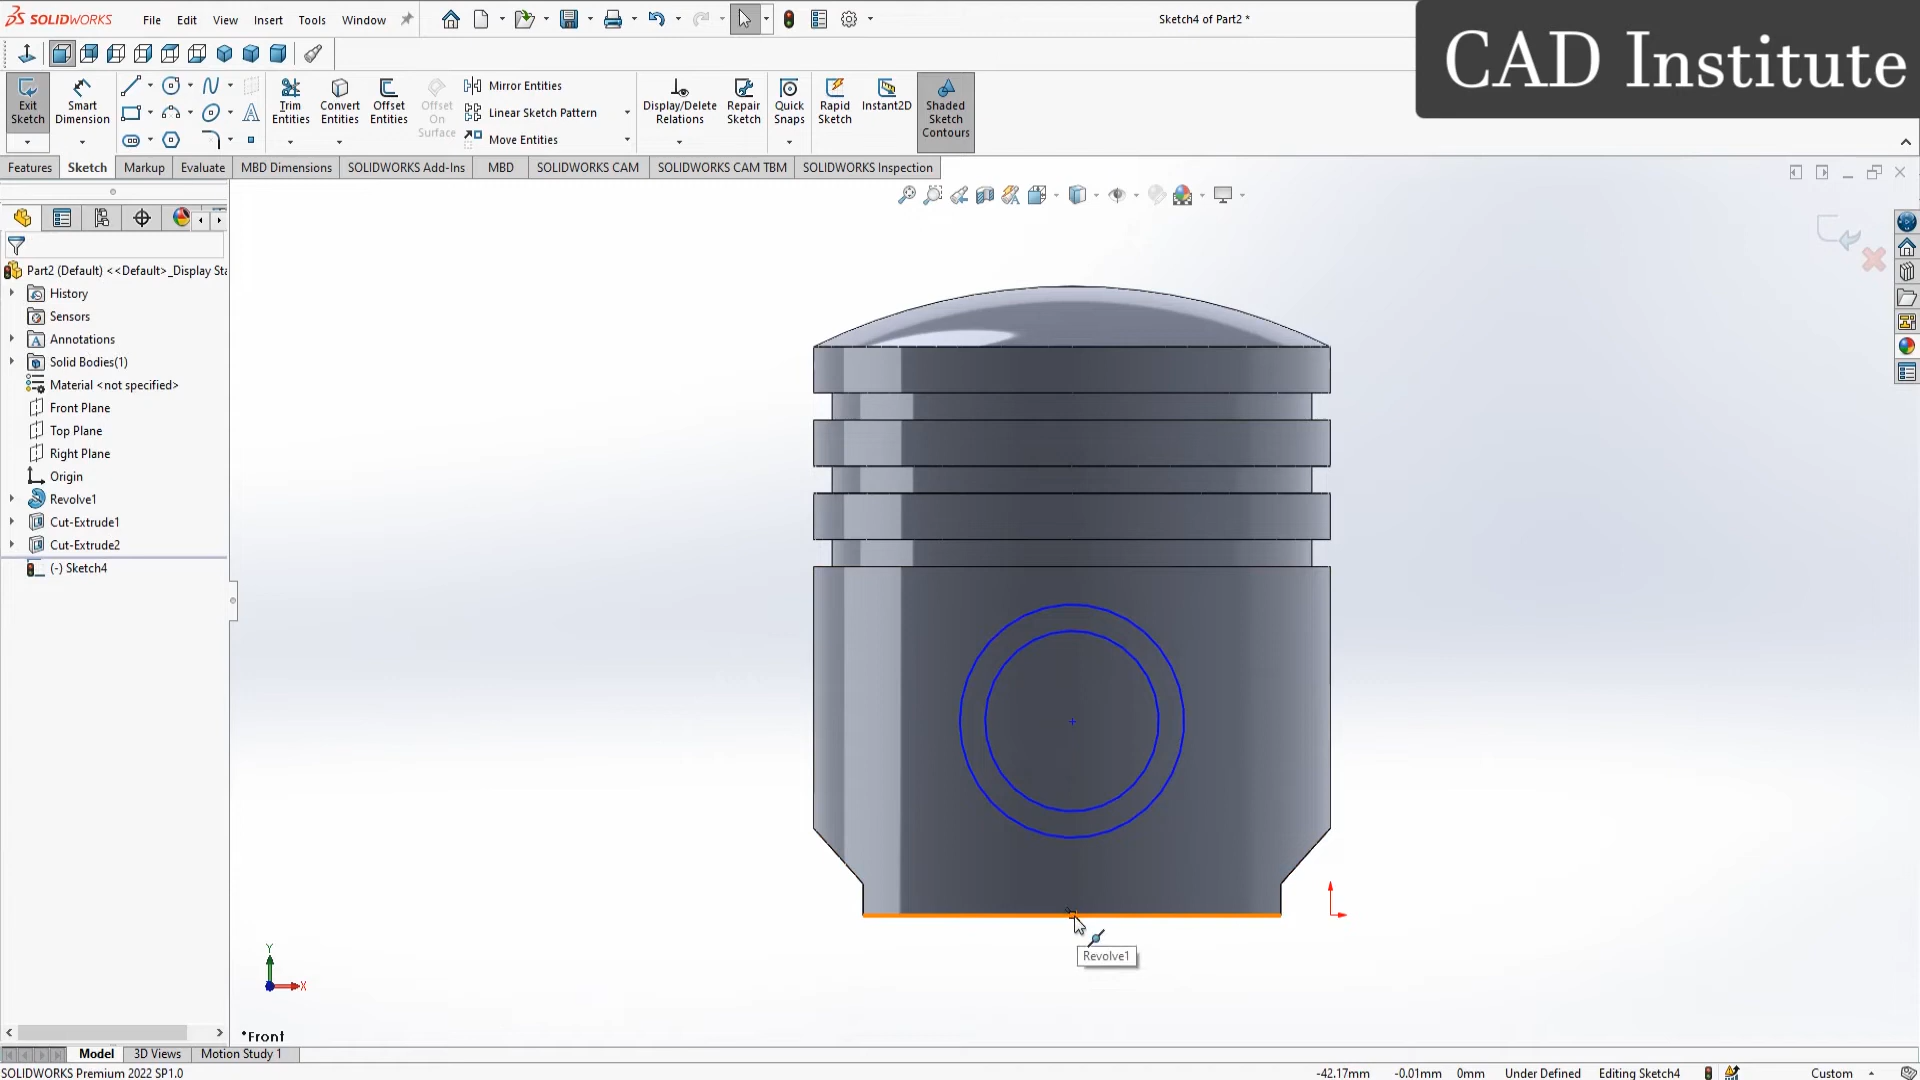 SOLIDWORKS File Edit View Insert Tools Window Sketch4 of Part2 *
CAD Institute
Exit Sketch
Smart Dimension
Trim Entities
Convert Entities
Offset Entities
Offset On Surface
Mirror Entities
Linear Sketch Pattern
Move Entities
Display/Delete Relations
Repair Sketch
Quick Snaps
Rapid Sketch
Instant2D
Shaded Sketch Contours
Features Sketch Markup Evaluate MBD Dimensions SOLIDWORKS Add-Ins MBD SOLIDWORKS CAM SOLIDWORKS CAM TBM SOLIDWORKS Inspection
Part2 (Default) <<Default>_Display Sta
History
Sensors
Annotations
Solid Bodies(1)
Material <not specified>
Front Plane
Top Plane
Right Plane
Origin
Revolve1
Cut-Extrude1
Cut-Extrude2
(-) Sketch4
Revolve1
Y
X
*Front
Model 3D Views Motion Study 1
SOLIDWORKS Premium 2022 SP1.0 -42.17mm -0.01mm 0mm Under Defined Editing Sketch4 Custom